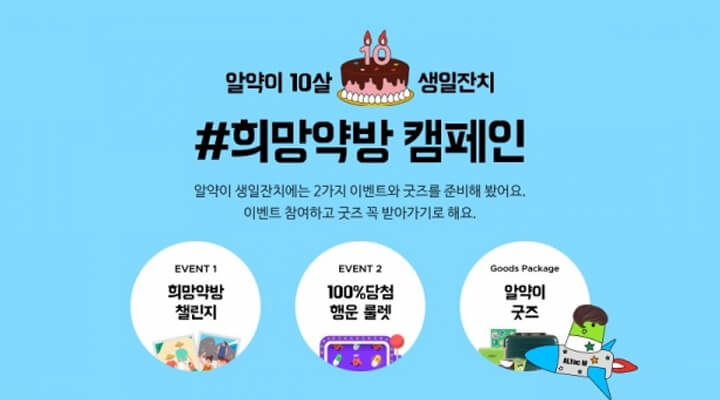 10
알약이 10살 생일잔치
#희망약방 캠페인
알약이 생일잔치에는 2가지 이벤트와 굿즈를 준비해 봤어요.
이벤트 참여하고 굿즈 꼭 받아가기로 해요.
EVENT 1
희망약방
챌린지
EVENT 2
100%당첨
행운 룰렛
Goods Package
알약이
굿즈
ALYac M